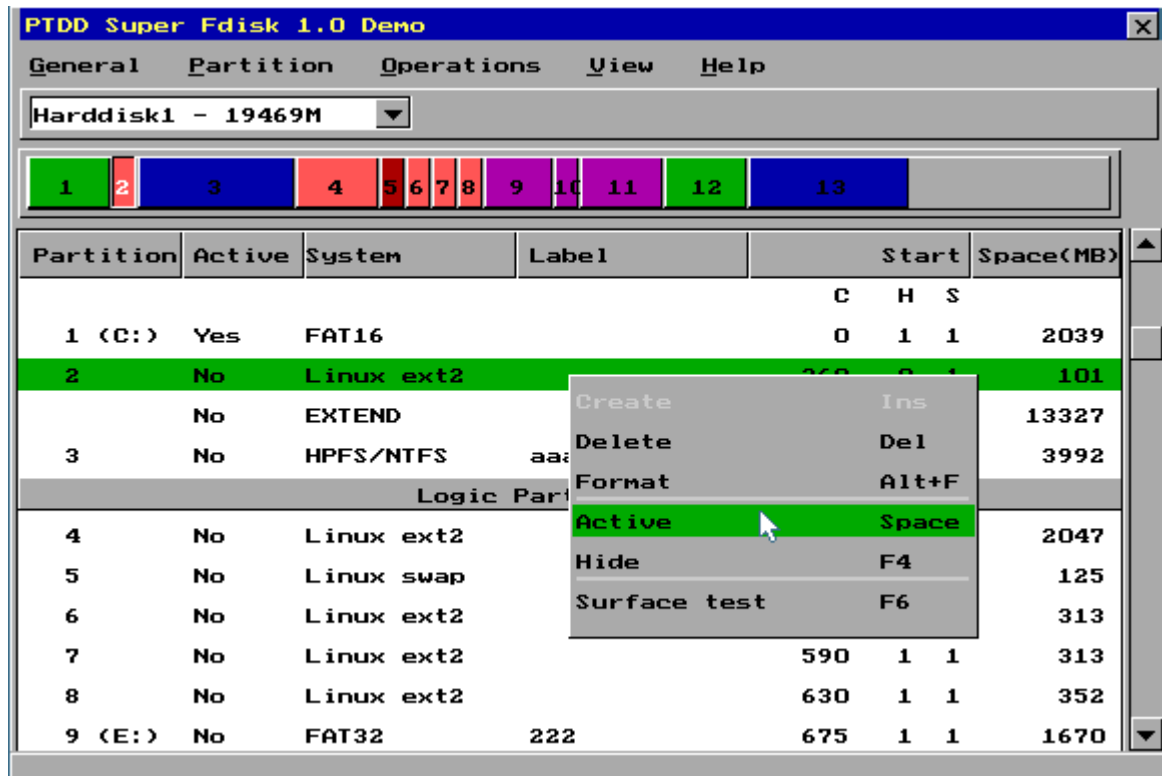 PTDD Super Fdisk 1.0 Demo
General Partition Operations View Help
Harddisk1 - 19469M
1 2 3 4 5 6 7 8 9 10 11 12 13
Partition Active System Label Start Space(MB)
C H S
1 (C:) Yes FAT16 0 1 1 2039
2 No Linux ext2 101
Create Ins
No EXTEND 13327
Delete Del
3 No HPFS/NTFS 3992
Format Alt+F
Logic
Active Space
4 No Linux ext2 2047
Hide F4
5 No Linux swap 125
Surface test F6
6 No Linux ext2 313
7 No Linux ext2 590 1 1 313
8 No Linux ext2 630 1 1 352
9 (E:) No FAT32 222 675 1 1 1670